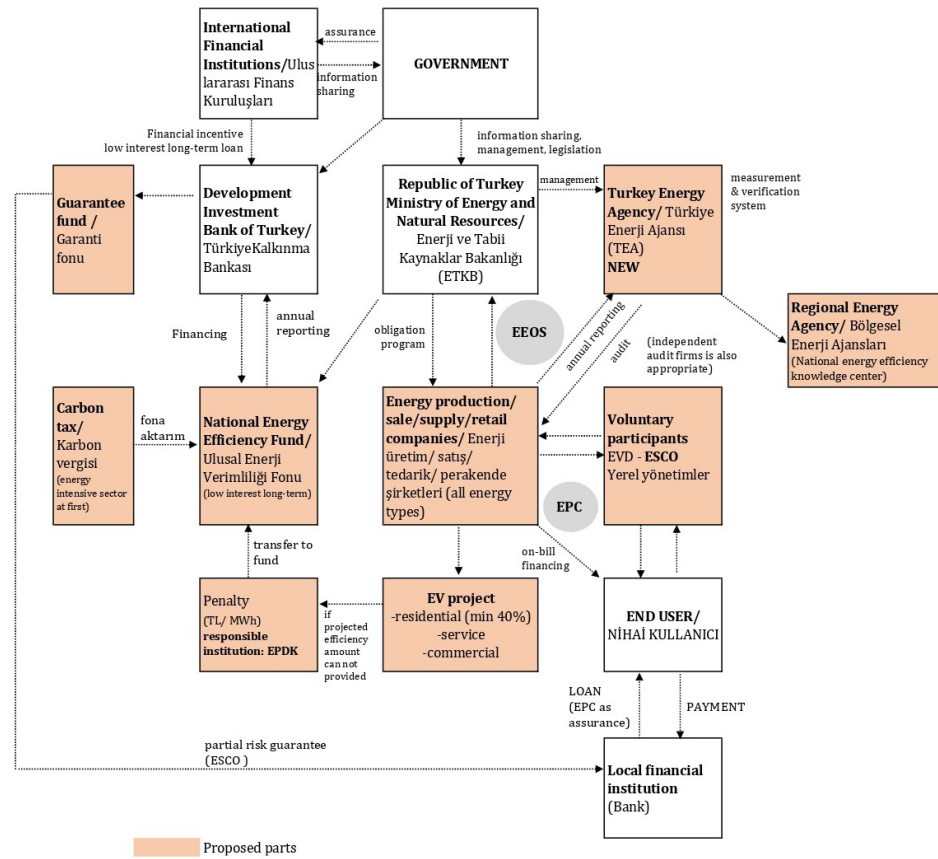 International
Financial
Institutions/Ulus
lararası Finans
Kuruluşları
assurance
information
sharing
GOVERNMENT
Financial incentive
low interest long-term loan
information sharing,
management, legislation
Guarantee
fund /
Garanti
fonu
Development
Investment
Bank of Turkey/
TürkiyeKalkınma
Bankası
Republic of Turkey
Ministry of Energy and
Natural Resources/
Enerji ve Tabii
Kaynaklar Bakanlığı
(ETKB)
management
Turkey Energy
Agency/ Türkiye
Enerji Ajansı
(TEA)
NEW
measurement
& verification
system
Financing
annual
reporting
obligation
program
EEOS
annual reporting
audit
(independent
audit firms is also
appropriate)
Regional Energy
Agency/ Bölgesel
Enerji Ajansları
(National energy efficiency
knowledge center)
Carbon
tax/
Karbon
vergisi
(energy
intensive sector
at first)
fona
aktarım
National Energy
Efficiency Fund/
Ulusal Enerji
Verimliliği Fonu
(low interest long-term)
Energy production/
sale/supply/retail
companies/ Enerji
üretim/ satış/
tedarik/ perakende
şirketleri (all energy
types)
Voluntary
participants
EVD - ESCO
Yerel yönetimler
EPC
transfer to
fund
on-bill
financing
Penalty
(TL/ MWh)
responsible
institution: EPDK
if
projected
efficiency
amount
can not
provided
EV project
-residential (min 40%)
-service
-commercial
END USER/
NİHAİ KULLANICI
LOAN
(EPC as
assurance)
PAYMENT
partial risk guarantee
(ESCO )
Local financial
institution
(Bank)
Proposed parts